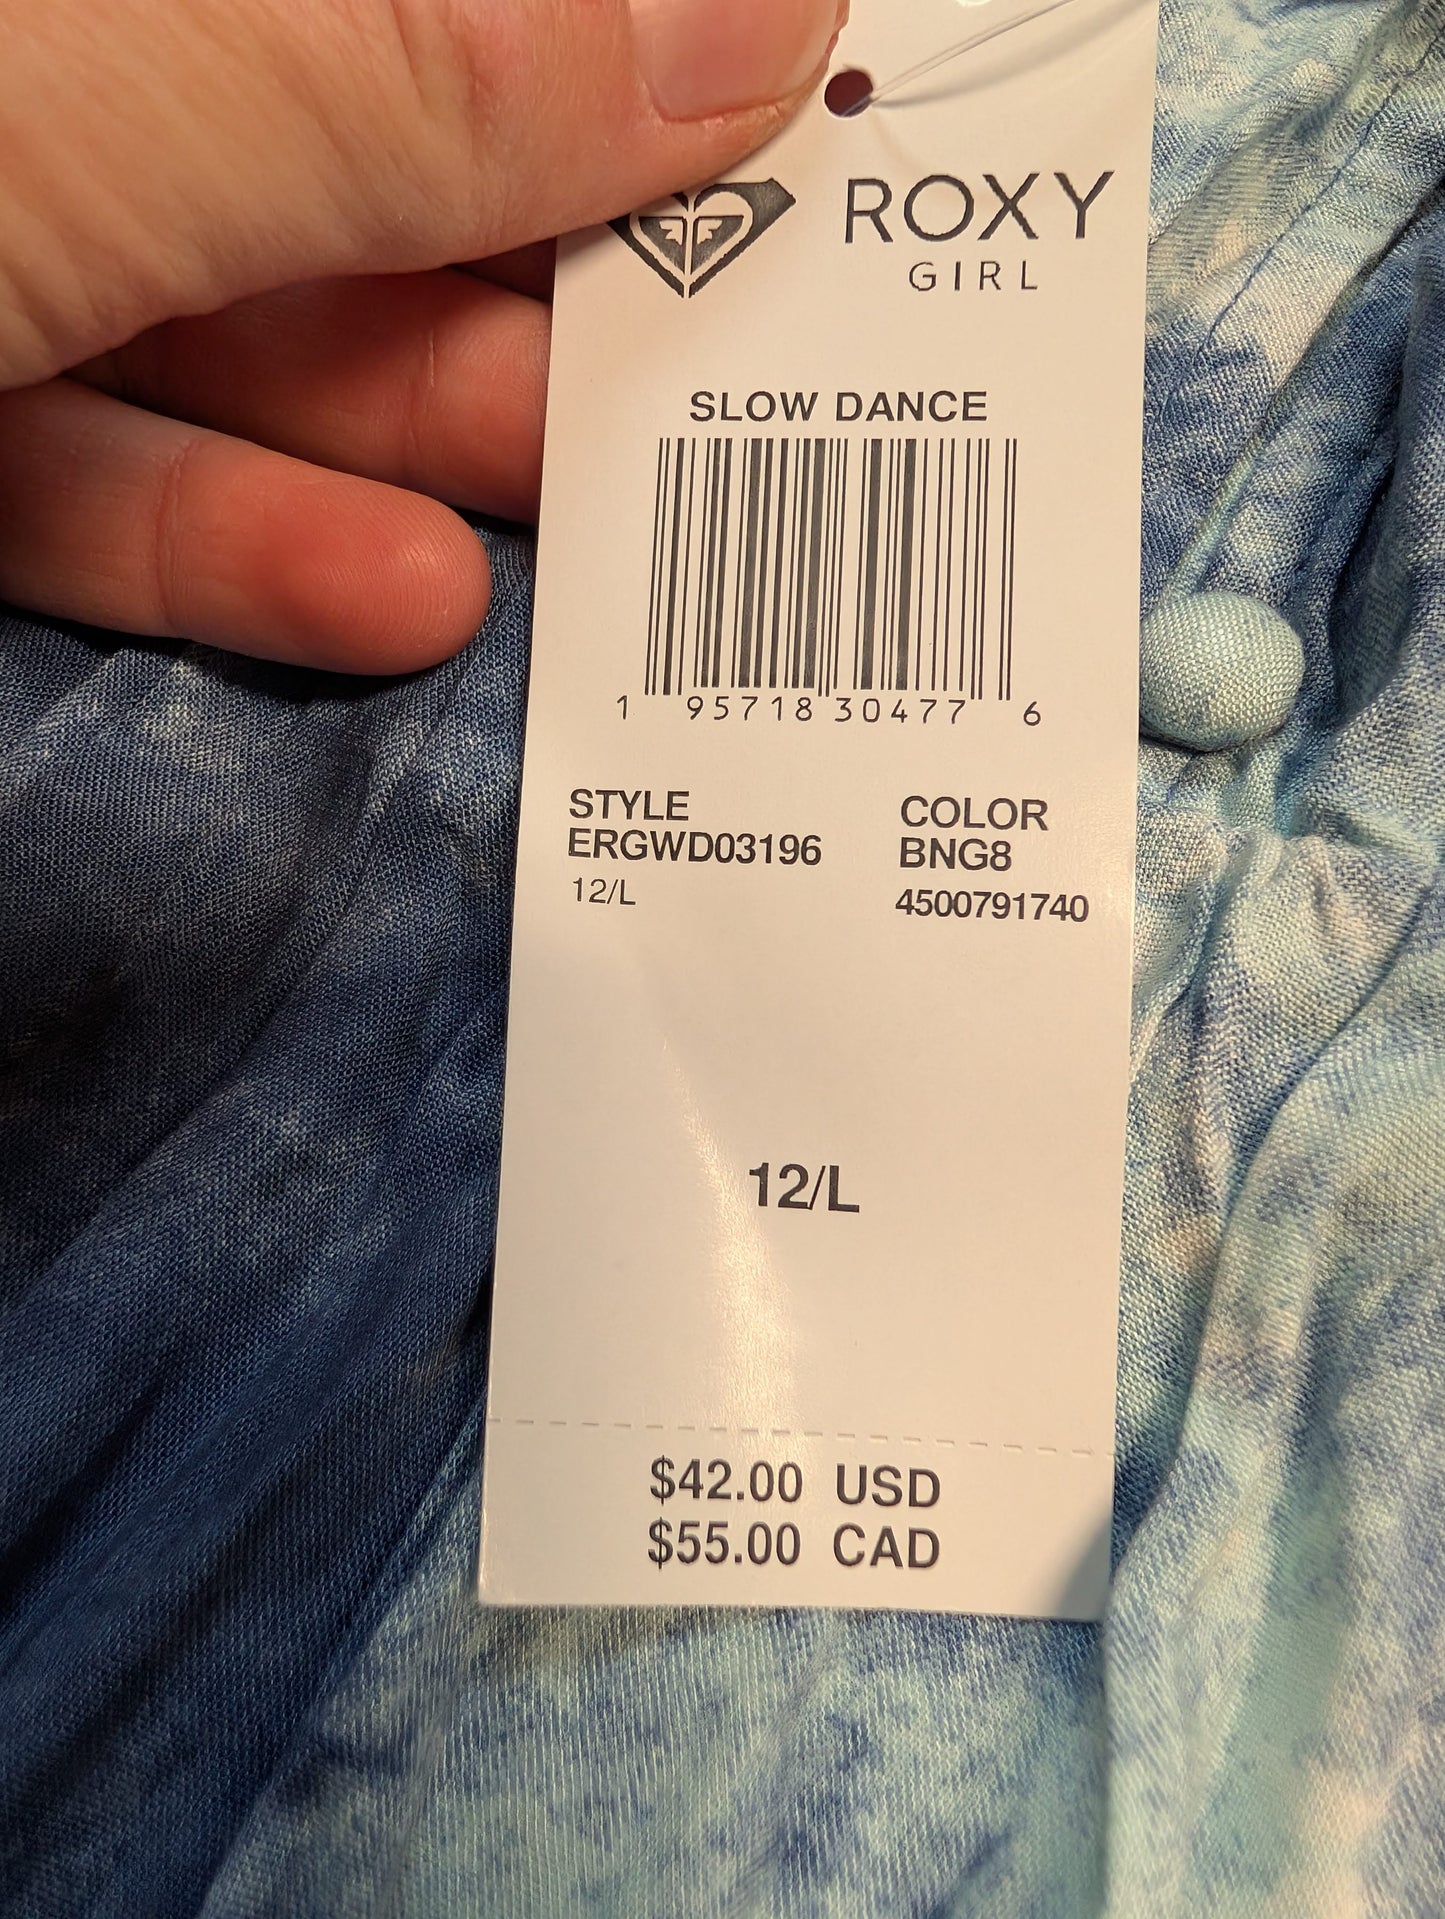 ROXY
GIRL
SLOW DANCE
1 95718 30477 6
STYLE
ERGWD03196
12/L
COLOR
BNG8
4500791740
12/L
$42.00 USD
$55.00 CAD